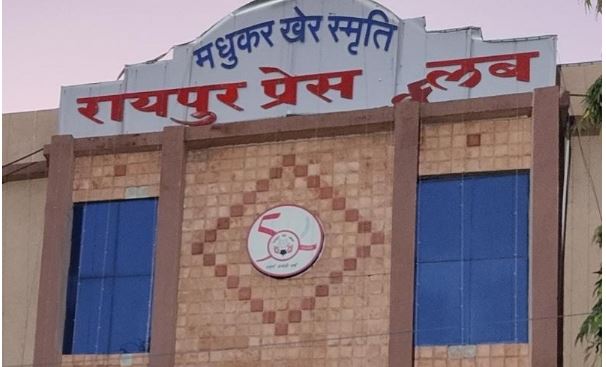 मधुकर खेर स्मृति
रायपुर प्रेस क्लब